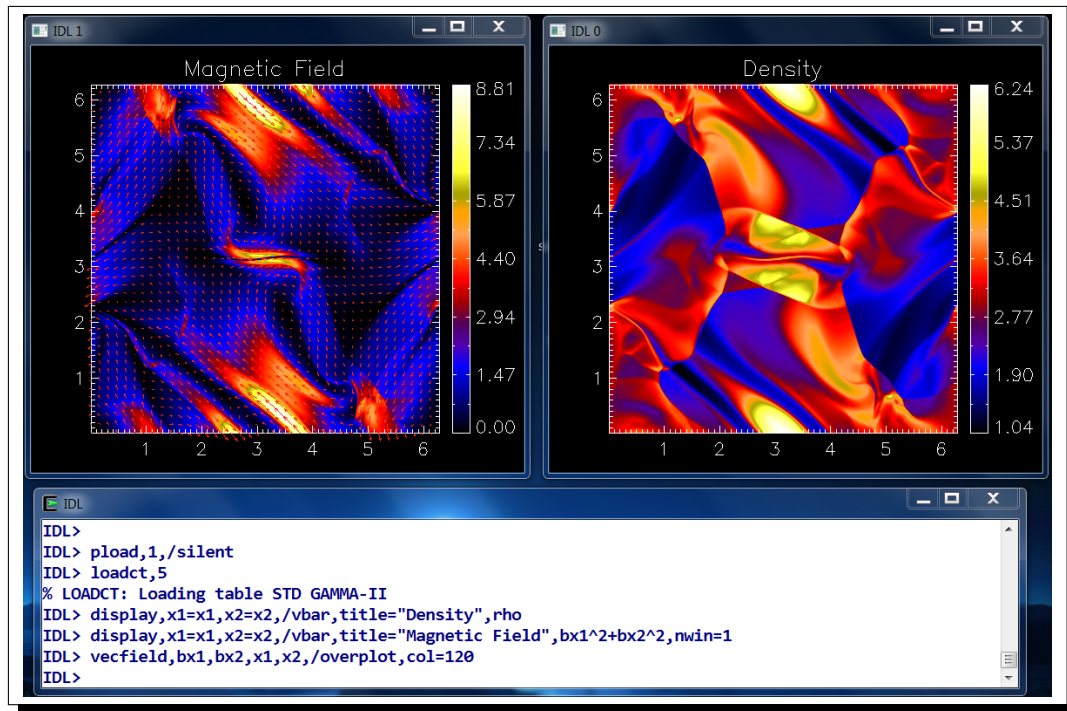 IDL 1
Magnetic Field
6
5
4
3
2
1
1 2 3 4 5 6
8.81
7.34
5.87
4.40
2.94
1.47
0.00
IDL 0
Density
6
5
4
3
2
1
1 2 3 4 5 6
6.24
5.37
4.51
3.64
2.77
1.90
1.04
s
IDL
IDL>
IDL> pload,1,/silent
IDL> loadct,5
% LOADCT: Loading table STD GAMMA-II
IDL> display,x1=x1,x2=x2,/vbar,title="Density",rho
IDL> display,x1=x1,x2=x2,/vbar,title="Magnetic Field",bx1^2+bx2^2,nwin=1
IDL> vecfield,bx1,bx2,x1,x2,/overplot,col=120
IDL>